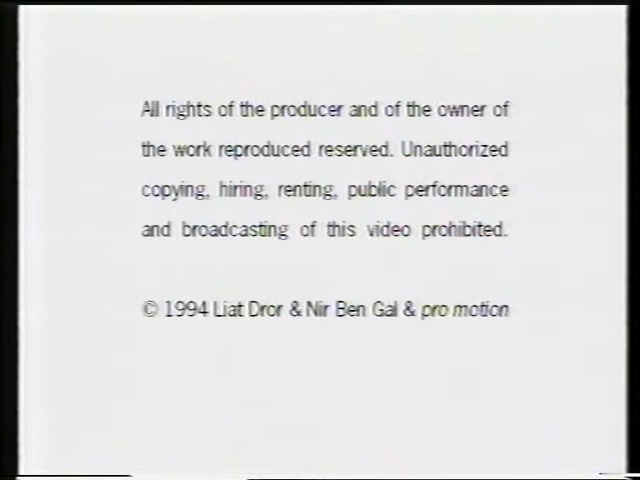 All rights of the producer and of the owner of
the work reproduced reserved. Unauthorized
copying, hiring, renting, public performance
and broadcasting of this video prohibited.
© 1994 Liat Dror & Nir Ben Gal & pro motion